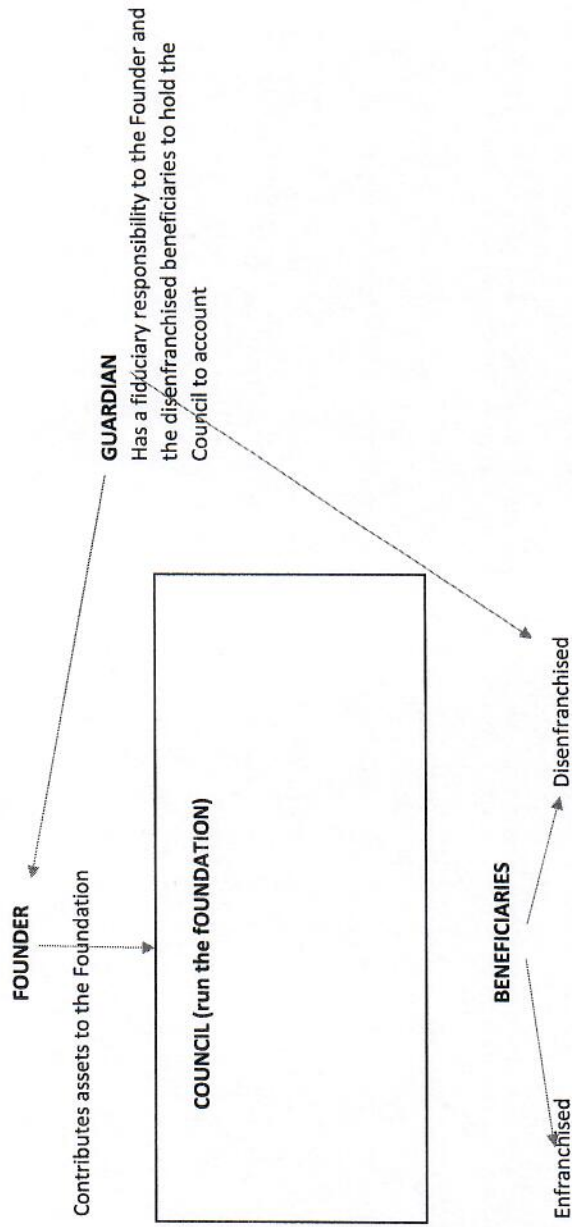 FOUNDER
Contributes assets to the Foundation
GUARDIAN
Has a fiduciary responsibility to the Founder and
the disenfranchised beneficiaries to hold the
Council to account
COUNCIL (run the fOUNDATION)
BENEFICIARIES
Enfranchised
Disenfranchised